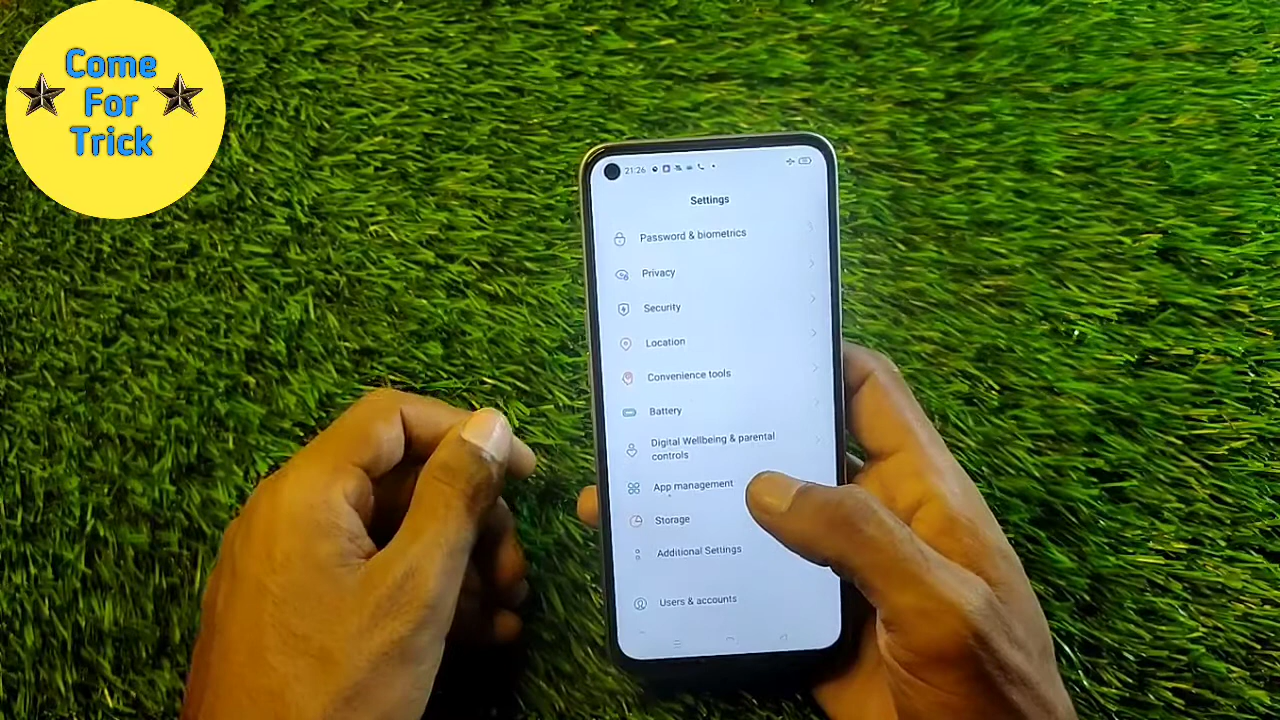 Come
For
Trick
21:26
Settings
Password & biometrics
Privacy
Security
Location
Convenience tools
Battery
Digital Wellbeing & parental
controls
App management
Storage
Additional Settings
Users & accounts